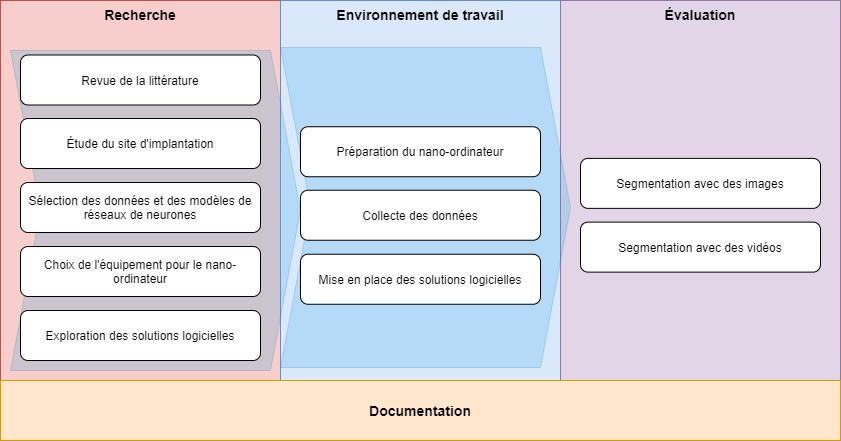 Recherche
Revue de la littérature
Étude du site d'implantation
Sélection des données et des modèles de
réseaux de neurones
Choix de l'équipement pour le nano-
ordinateur
Exploration des solutions logicielles
Environnement de travail
Préparation du nano-ordinateur
Collecte des données
Mise en place des solutions logicielles
Évaluation
Segmentation avec des images
Segmentation avec des vidéos
Documentation